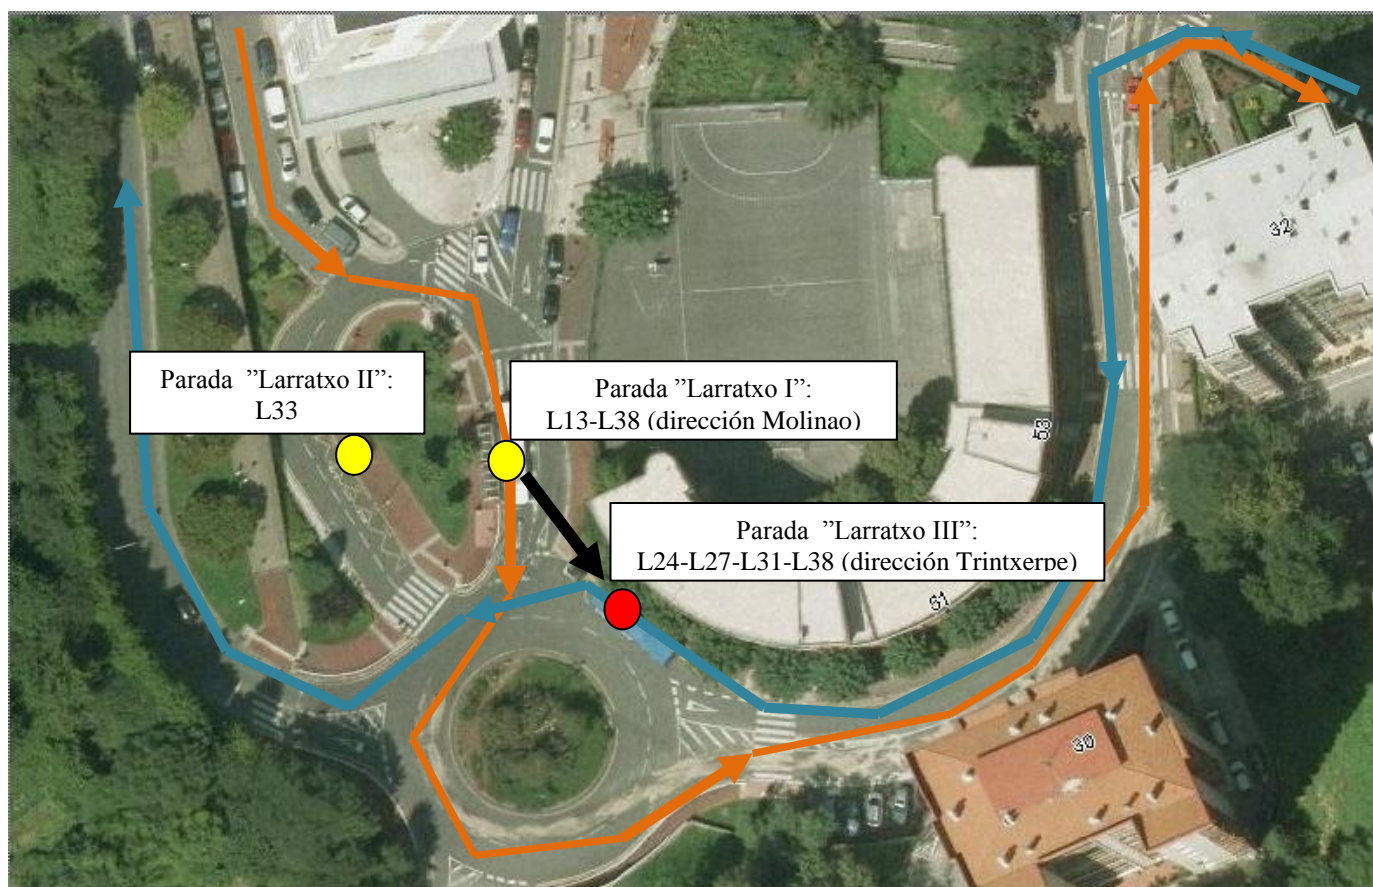 Parada ”Larratxo II”:
L33
Parada ”Larratxo I”:
L13-L38 (dirección Molinao)
Parada ”Larratxo III”:
L24-L27-L31-L38 (dirección Trintxerpe)
32
53
51
30